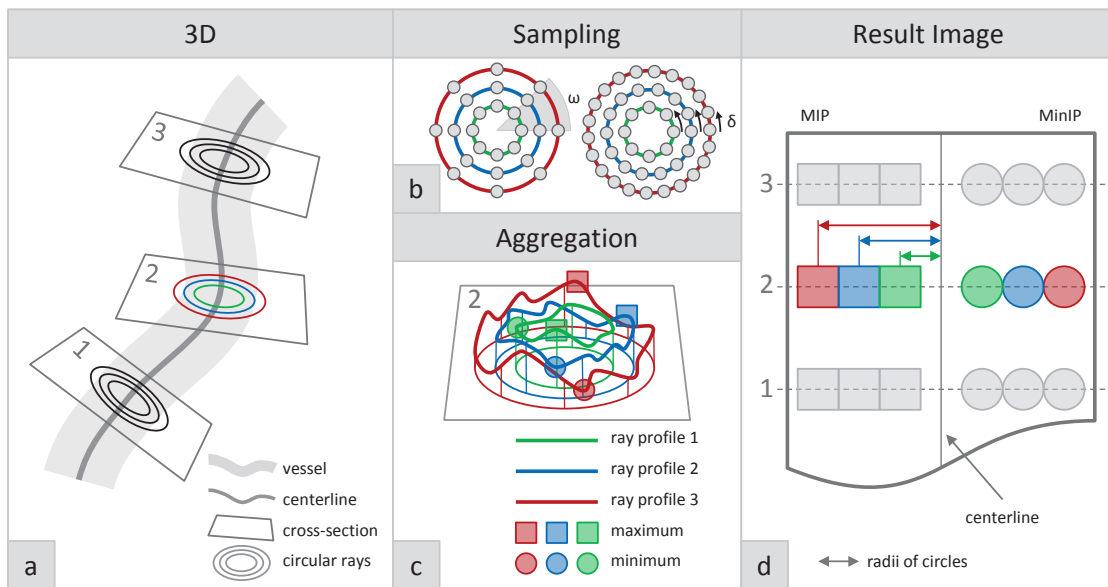 3D
3
2
1
vessel
centerline
cross-section
circular rays
a
Sampling
ω
δ
b
Aggregation
2
ray profile 1
ray profile 2
ray profile 3
maximum
minimum
c
Result Image
MIP
MinIP
3
2
1
centerline
radii of circles
d